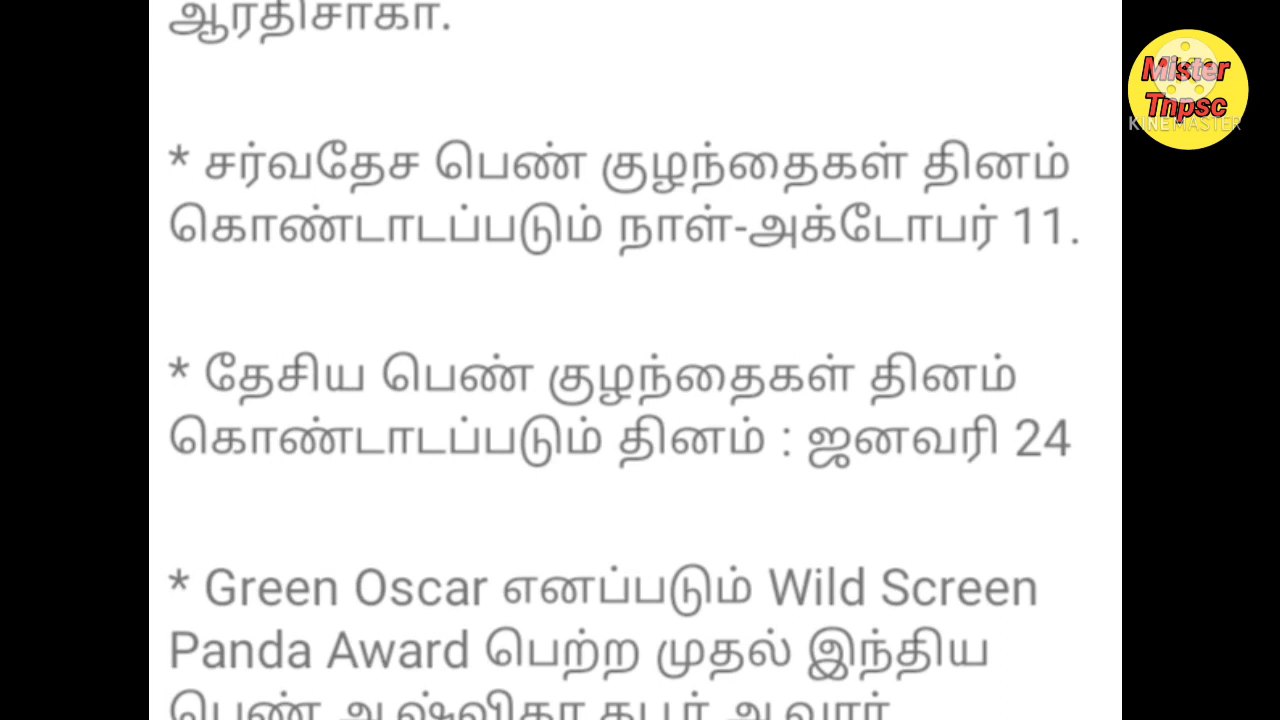 ஆரதிசாகா.
* சர்வதேச பெண் குழந்தைகள் தினம்
கொண்டாடப்படும் நாள்-அக்டோபர் 11.
* தேசிய பெண் குழந்தைகள் தினம்
கொண்டாடப்படும் தினம் : ஜனவரி 24
* Green Oscar எனப்படும் Wild Screen
Panda Award பெற்ற முதல் இந்திய
பெண்
Mister
Tnpsc
KINEMASTER